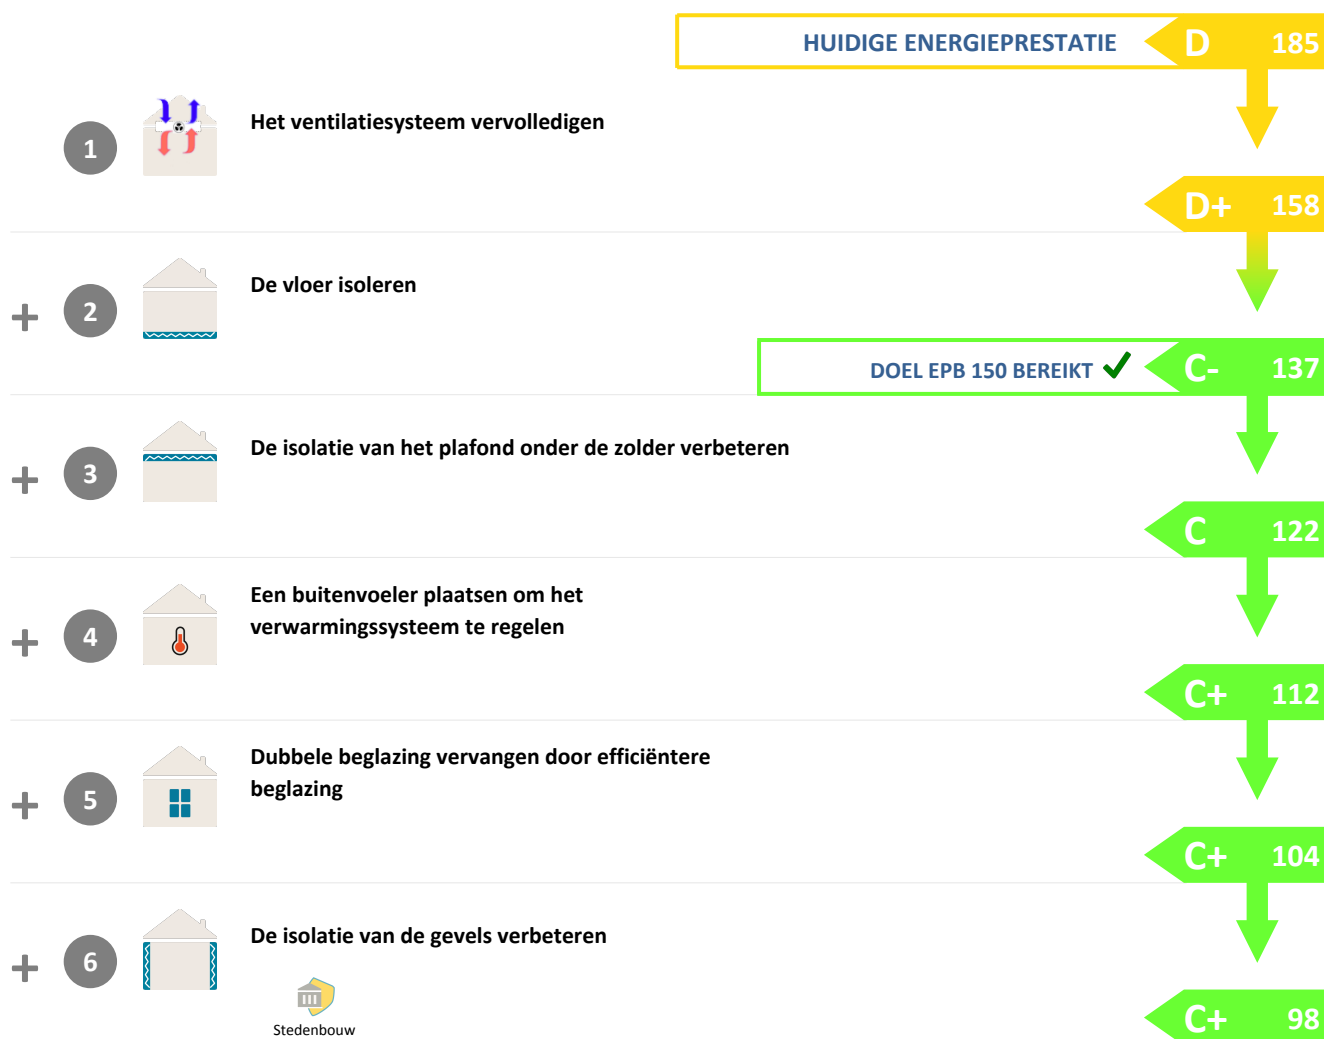 HUIDIGE ENERGIEPRESTATIE D 185
1 Het ventilatiesysteem vervolledigen
D+ 158
+ 2 De vloer isoleren
DOEL EPB 150 BEREIKT ✓ C- 137
+ 3 De isolatie van het plafond onder de zolder verbeteren
C 122
+ 4 Een buitenvoeler plaatsen om het
verwarmingssysteem te regelen
C+ 112
+ 5 Dubbele beglazing vervangen door efficiëntere
beglazing
C+ 104
+ 6 De isolatie van de gevels verbeteren
Stedenbouw
C+ 98